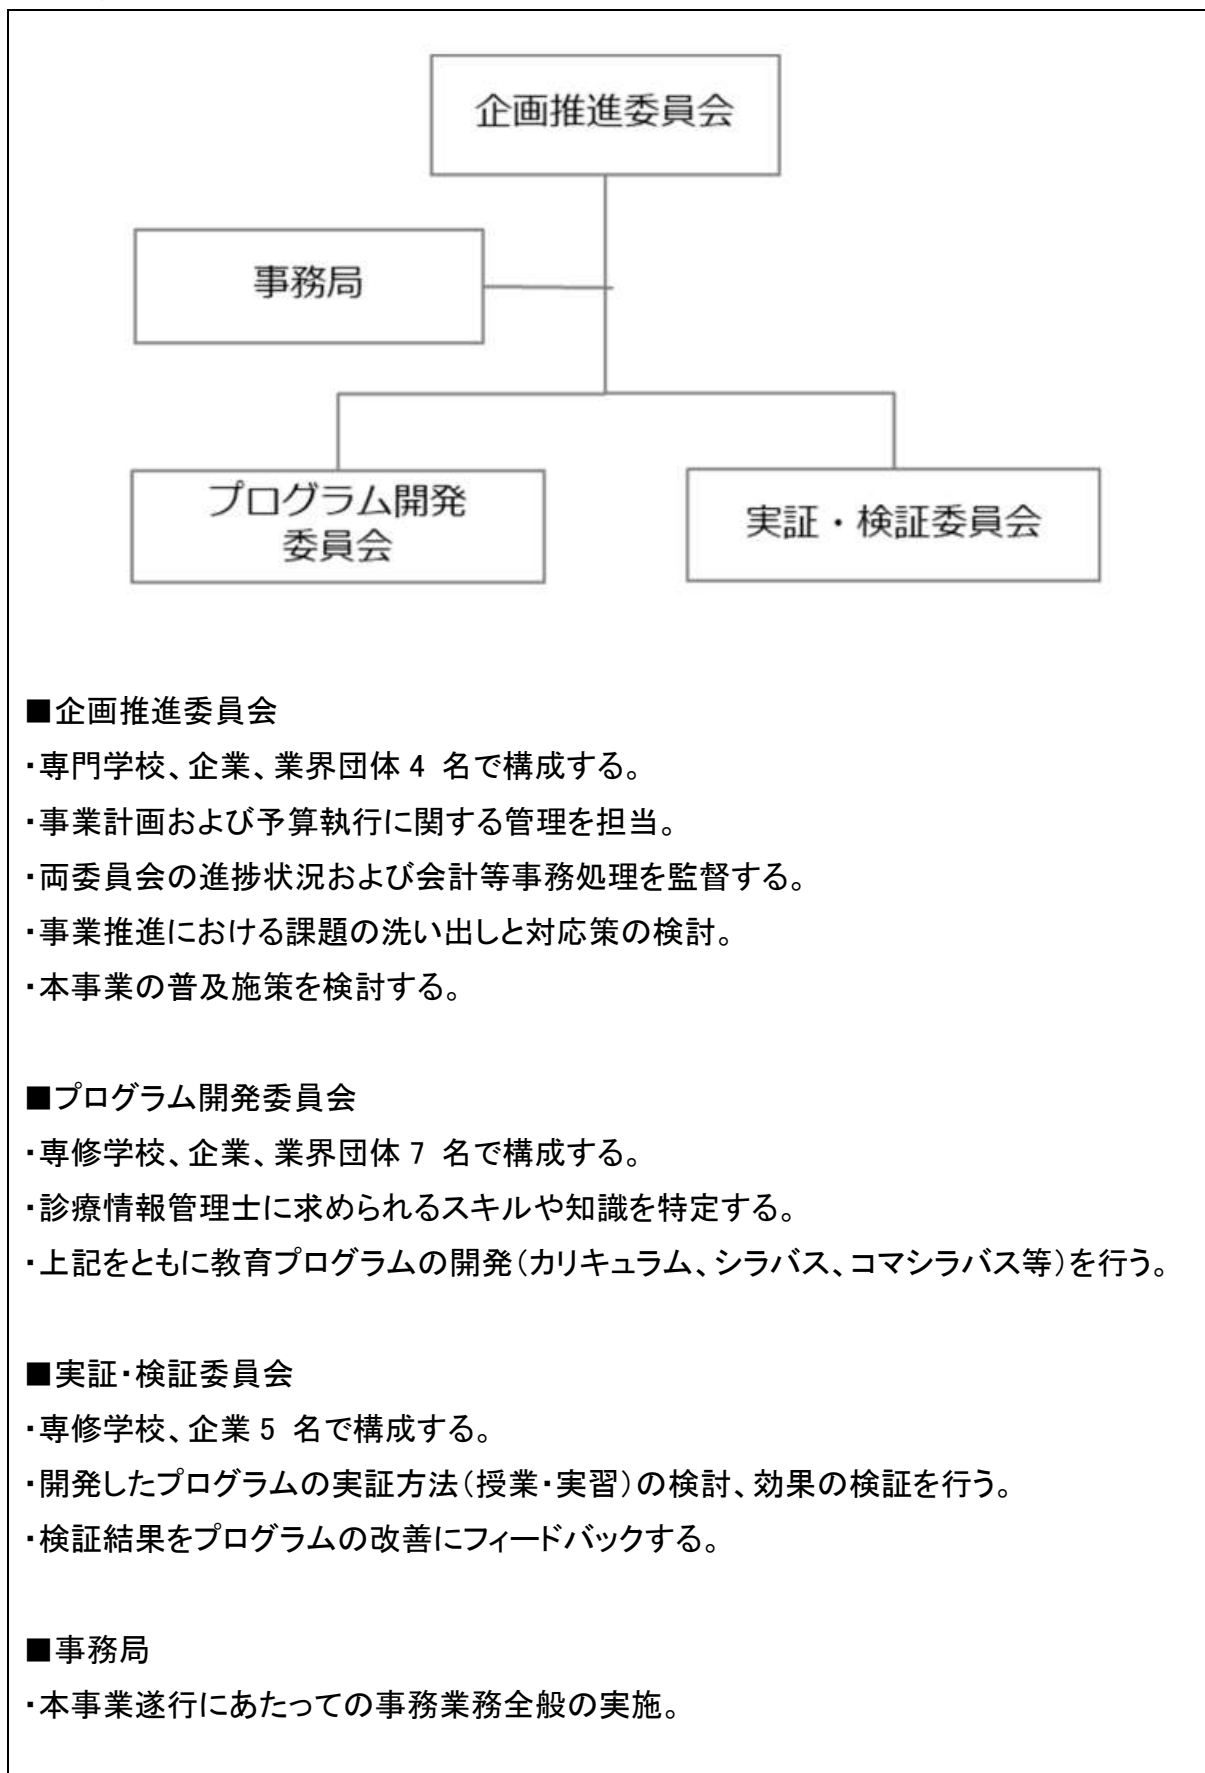 企画推進委員会
事務局
プログラム開発
委員会
実証・検証委員会
■企画推進委員会
・専門学校、企業、業界団体 4 名で構成する。
・事業計画および予算執行に関する管理を担当。
・両委員会の進捗状況および会計等事務処理を監督する。
・事業推進における課題の洗い出しと対応策の検討。
・本事業の普及施策を検討する。
■プログラム開発委員会
・専修学校、企業、業界団体 7 名で構成する。
・診療情報管理士に求められるスキルや知識を特定する。
・上記をともに教育プログラムの開発(カリキュラム、シラバス、コマシラバス等)を行う。
■実証・検証委員会
・専修学校、企業 5 名で構成する。
・開発したプログラムの実証方法(授業・実習)の検討、効果の検証を行う。
・検証結果をプログラムの改善にフィードバックする。
■事務局
・本事業遂行にあたっての事務業務全般の実施。